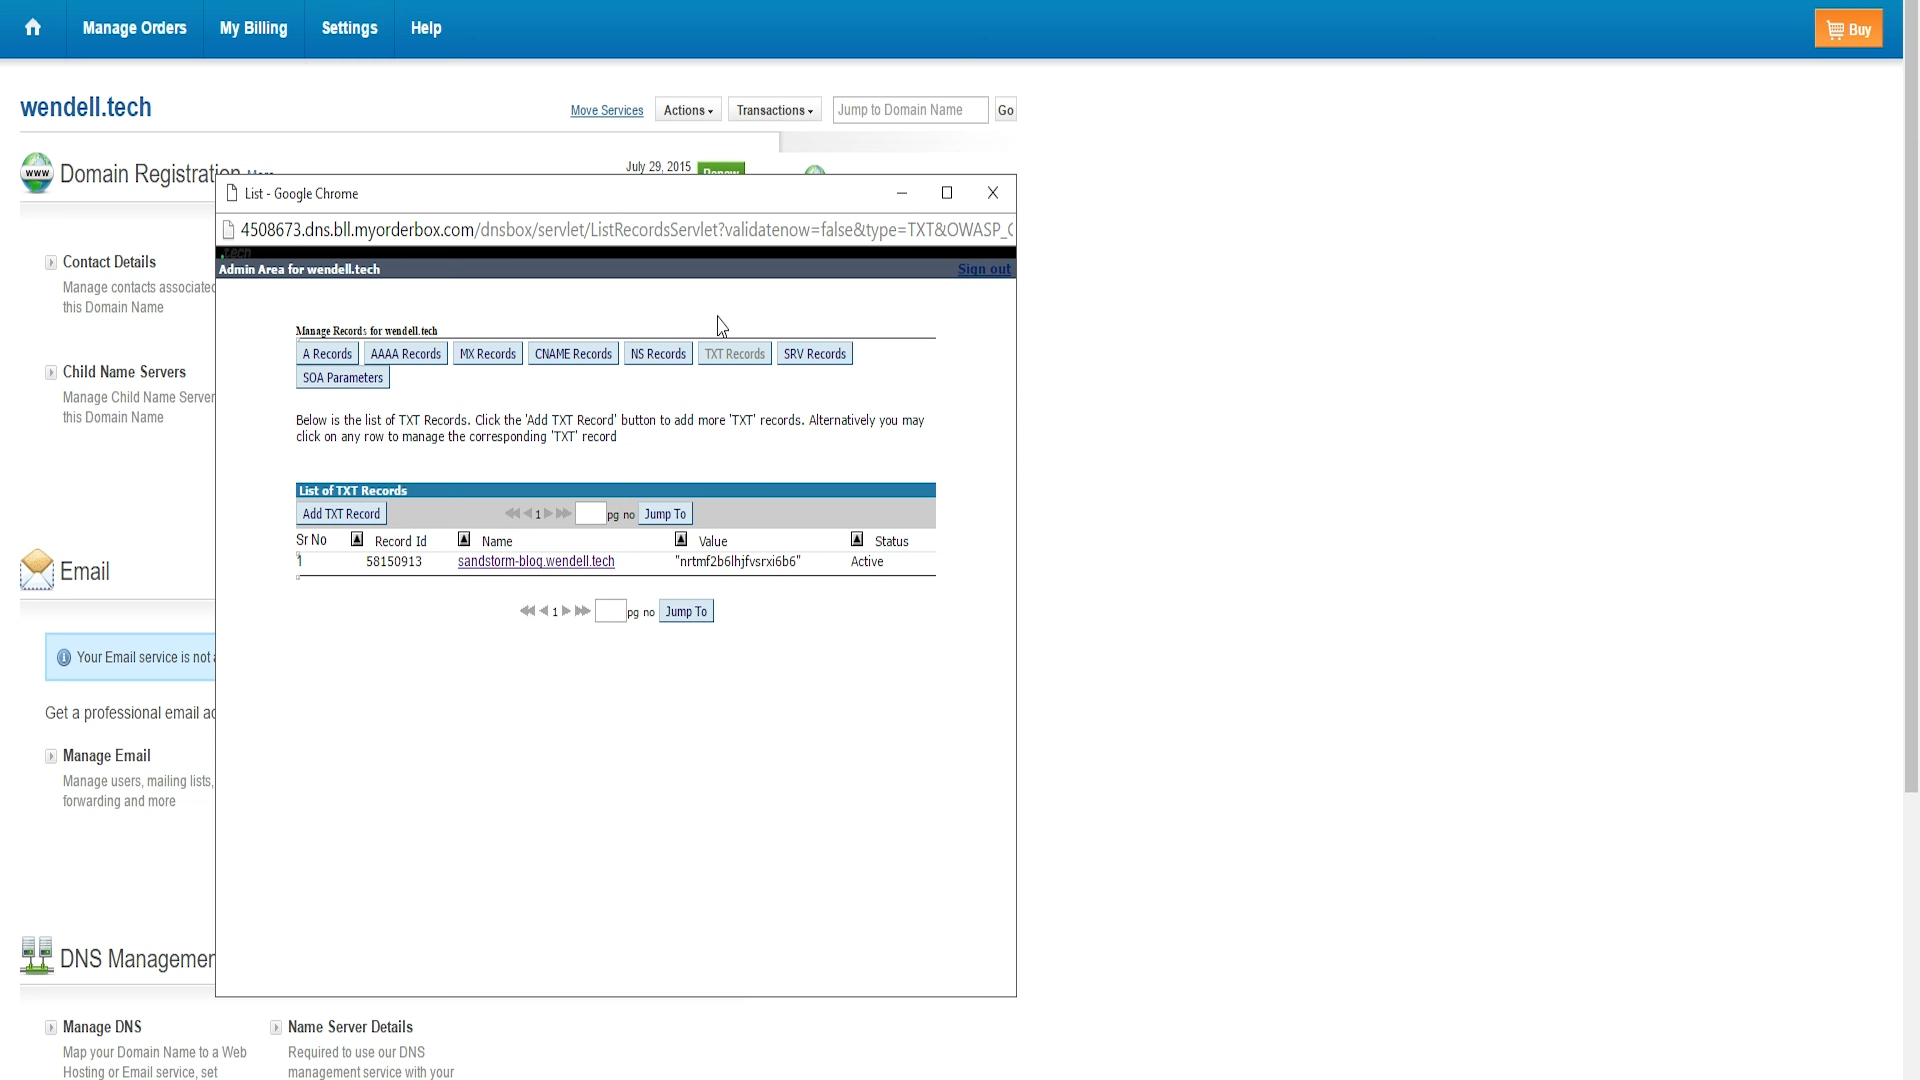 Manage Orders
My Billing
Settings
Help
Buy
wendell.tech
Move Services
Actions
Transactions
Jump to Domain Name
Go
www
Domain Registration
July 29, 2015
List - Google Chrome
4508673.dns.bll.myorderbox.com/dnsbox/servlet/ListRecordsServlet?validatenow=false&type=TXT&OWASP_
.tech
Admin Area for wendell.tech
Sign out
Contact Details
Manage contacts associated
this Domain Name
Child Name Servers
Manage Child Name Server
this Domain Name
Manage Records for wendell.tech
A Records
AAAA Records
MX Records
CNAME Records
NS Records
TXT Records
SRV Records
SOA Parameters
Below is the list of TXT Records. Click the 'Add TXT Record' button to add more 'TXT' records. Alternatively you may
click on any row to manage the corresponding 'TXT' record
List of TXT Records
Add TXT Record
1
pg no
Jump To
Sr No
Record Id
Name
Value
Status
1
58150913
sandstorm-blog.wendell.tech
"nrtmf2b6lhjfvsrxi6b6"
Active
1
pg no
Jump To
Email
Your Email service is not
Get a professional email
Manage Email
Manage users, mailing lists,
forwarding and more
DNS
Manage DNS
Map your Domain Name to a Web
Hosting or Email service, set
Name Server Details
Required to use our DNS
management service with your